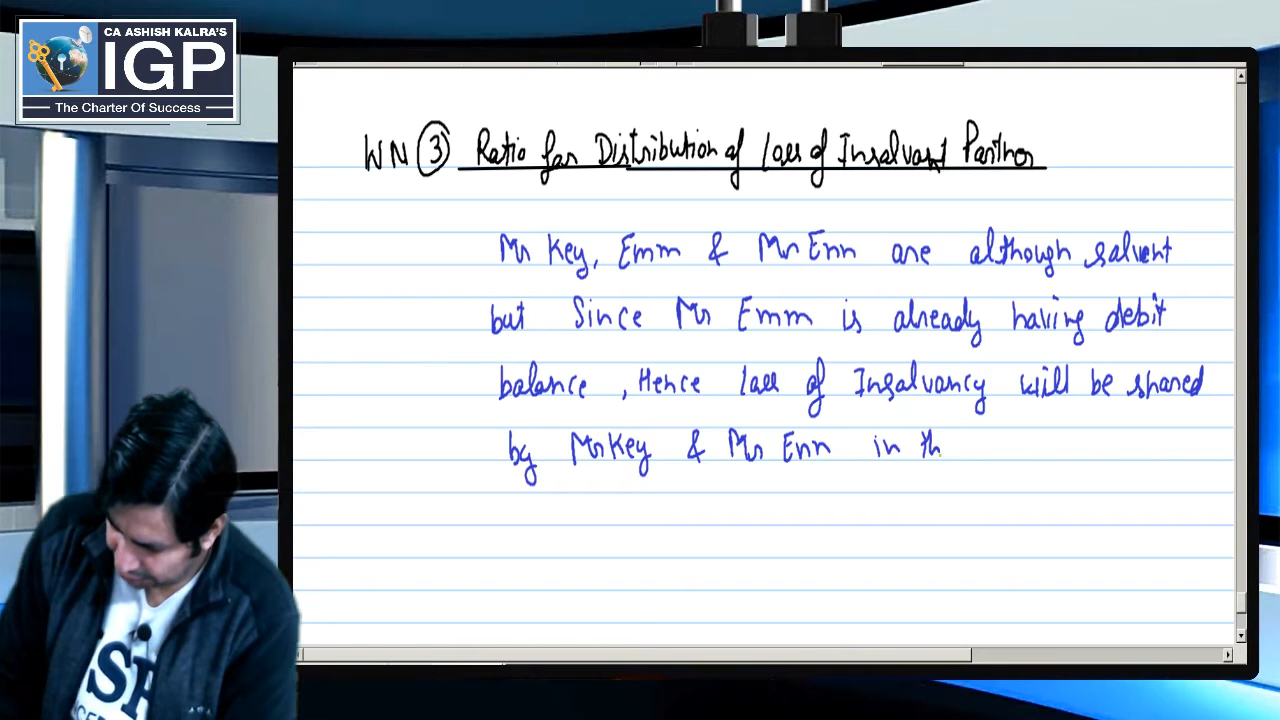 CA ASHISH KALRA'S
IGP
The Charter Of Success
WN ③ Ratio for Distribution of Loss of Insolvent Partner
Mr Key, Emm & Mr Enn are although solvent
but Since Mr Emm is already having debit
balance, Hence Loss of Insolvency will be shared
by Mr Key & Mr Enn in th